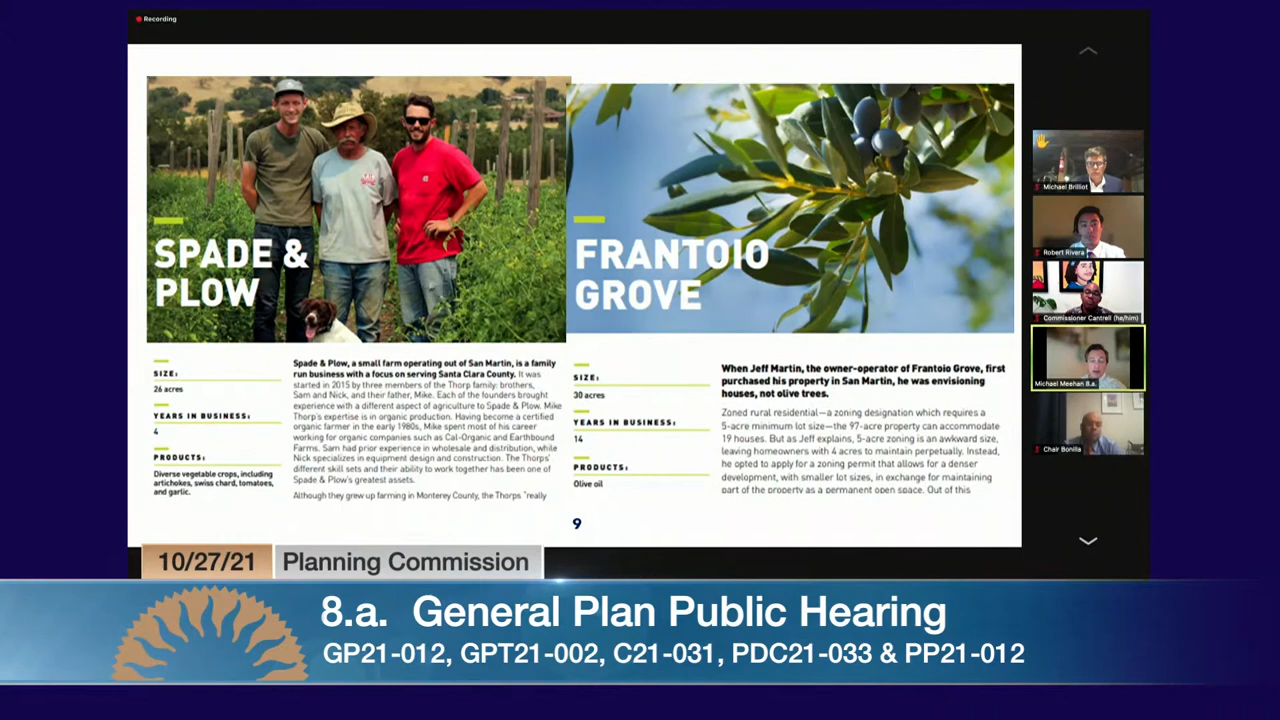 Recording
SPADE &
PLOW
SIZE:
26 acres
YEARS IN BUSINESS:
4
PRODUCTS:
Diverse vegetable crops, including
artichokes, swiss chard, tomatoes,
and garlic.
Spade & Plow, a small farm operating out of San Martin, is a family
run business with a focus on serving Santa Clara County. It was
started in 2015 by three members of the Thorp family: brothers,
Sam and Nick, and their father, Mike. Each of the founders brought
experience with a different aspect of agriculture to Spade & Plow. Mike
Thorp's expertise is in organic production. Having become a certified
organic farmer in the early 1980s, Mike spent most of his career
working for organic companies such as Cal-Organic and Earthbound
Farms. Sam had prior experience in wholesale and distribution, while
Nick specializes in equipment design and construction. The Thorps'
different skill sets and their ability to work together has been one of
Spade & Plow's greatest assets.
Although they grew up farming in Monterey County, the Thorps "really
FRANTOIO
GROVE
SIZE:
30 acres
YEARS IN BUSINESS:
14
PRODUCTS:
Olive oil
When Jeff Martin, the owner-operator of Frantoio Grove, first
purchased his property in San Martin, he was envisioning
houses, not olive trees.
Zoned rural residential—a zoning designation which requires a
5-acre minimum lot size—the 97-acre property can accommodate
19 houses. But as Jeff explains, 5-acre zoning is an awkward size,
leaving homeowners with 4 acres to maintain perpetually. Instead,
he opted to apply for a zoning permit that allows for a denser
development, with smaller lot sizes, in exchange for maintaining
part of the property as a permanent open space. Out of this
9
Michael Brilliot
Robert Rivera
Commissioner Cantrell (he/him)
Michael Meehan 8.a.
Chair Bonilla
10/27/21
Planning Commission
8.a. General Plan Public Hearing
GP21-012, GPT21-002, C21-031, PDC21-033 & PP21-012